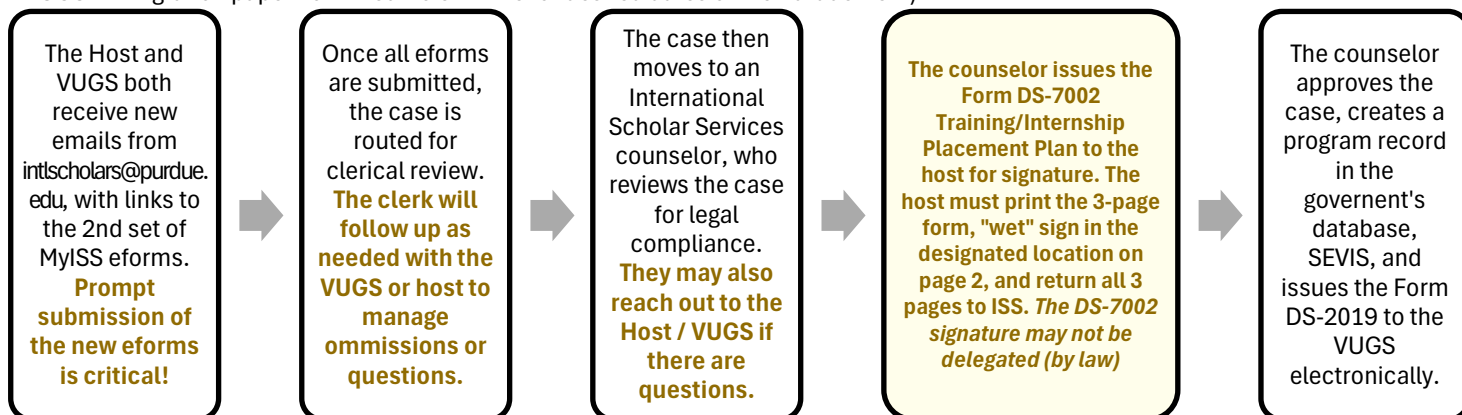 The Host and
VUGS both
receive new
emails from
intlscholars@purdue.
edu, with links to
the 2nd set of
MyISS eforms.
Prompt
submission of
the new eforms
is critical!
Once all eforms
are submitted,
the case is
routed for
clerical review.
The clerk will
follow up as
needed with the
VUGS or host to
manage
ommissions or
questions.
The case then
moves to an
International
Scholar Services
counselor, who
reviews the case
for legal
compliance.
They may also
reach out to the
Host / VUGS if
there are
questions.
The counselor issues the
Form DS-7002
Training/Internship
Placement Plan to the
host for signature. The
host must print the 3-page
form, "wet" sign in the
designated location on
page 2, and return all 3
pages to ISS. The DS-7002
signature may not be
delegated (by law)
The counselor
approves the
case, creates a
program record
in the
governent's
database,
SEVIS, and
issues the Form
DS-2019 to the
VUGS
electronically.